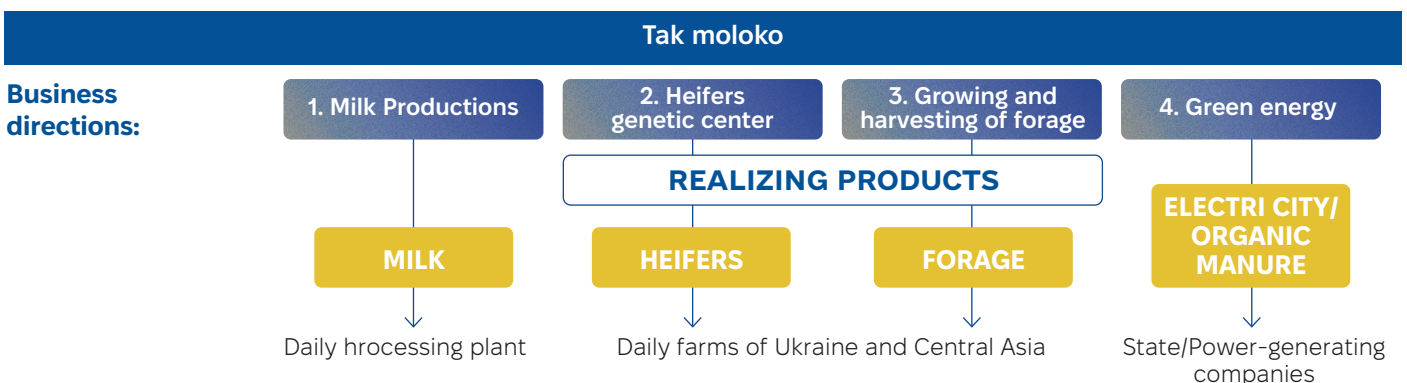 Tak moloko
Business
directions:
1. Milk Productions
2. Heifers
genetic center
3. Growing and
harvesting of forage
4. Green energy
REALIZING PRODUCTS
MILK
HEIFERS
FORAGE
ELECTRI CITY/
ORGANIC
MANURE
Daily hrocessing plant
Daily farms of Ukraine and Central Asia
State/Power-generating
companies